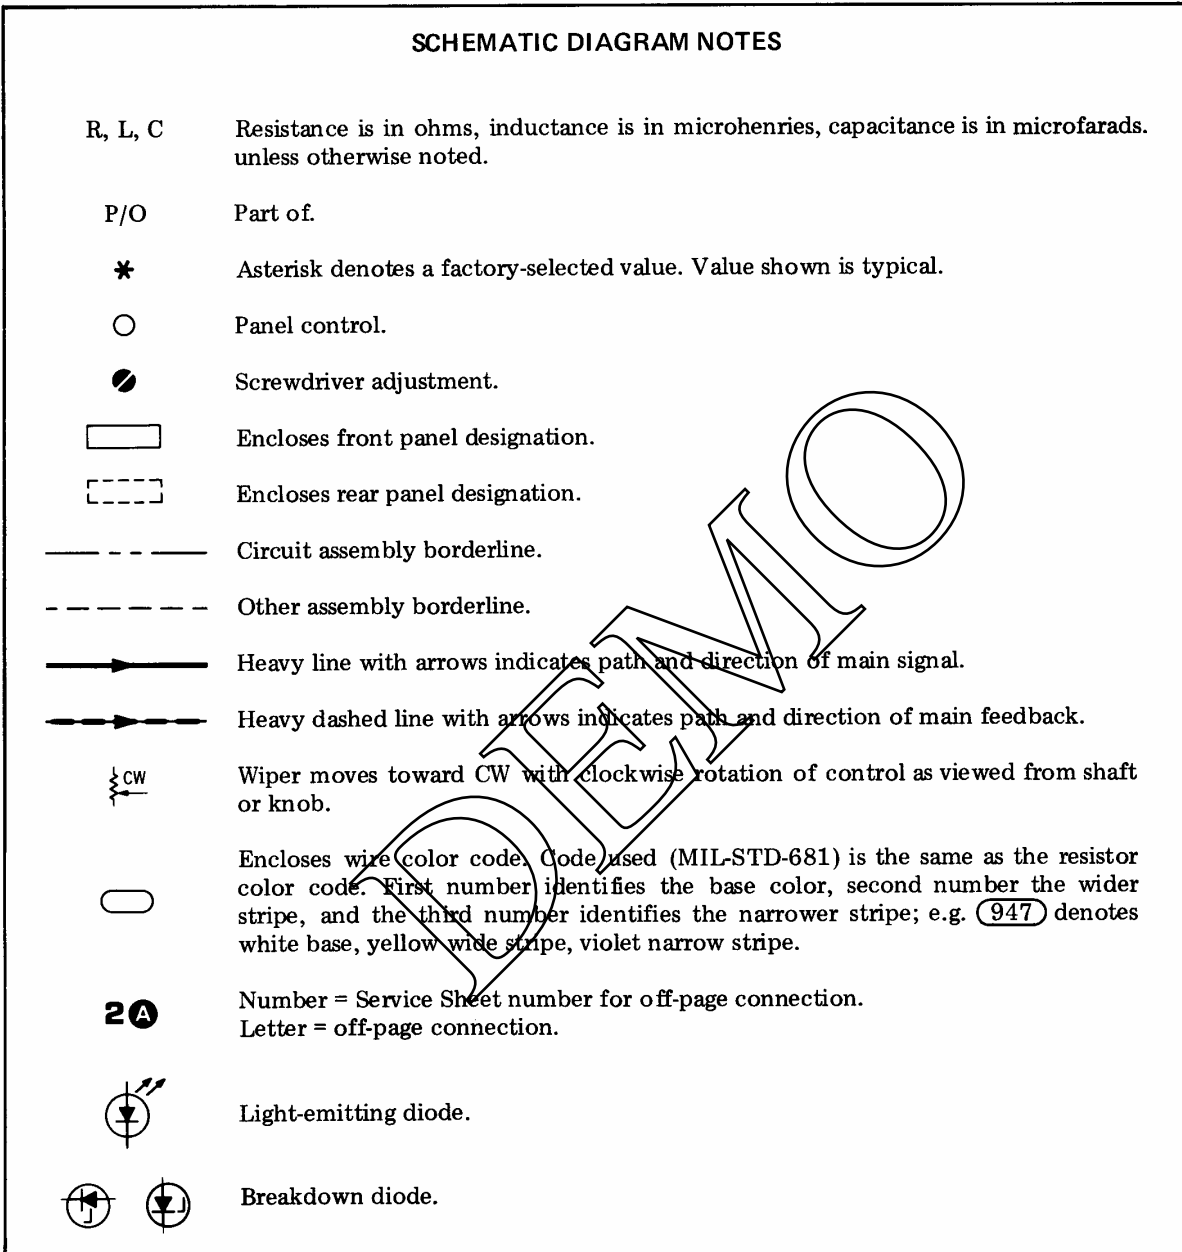 SCHEMATIC DIAGRAM NOTES
R, L, C Resistance is in ohms, inductance is in microhenries, capacitance is in microfarads.
unless otherwise noted.
P/O Part of.
* Asterisk denotes a factory-selected value. Value shown is typical.
Panel control.
Screwdriver adjustment.
Encloses front panel designation.
Encloses rear panel designation.
Circuit assembly borderline.
Other assembly borderline.
Heavy line with arrows indicates path and direction of main signal.
Heavy dashed line with arrows indicates path and direction of main feedback.
CW Wiper moves toward CW with clockwise rotation of control as viewed from shaft
or knob.
Encloses wire color code. Code used (MIL-STD-681) is the same as the resistor
color code. First number identifies the base color, second number the wider
stripe, and the third number identifies the narrower stripe; e.g. 947 denotes
white base, yellow wide stripe, violet narrow stripe.
2A Number = Service Sheet number for off-page connection.
Letter = off-page connection.
Light-emitting diode.
Breakdown diode.
DEMO